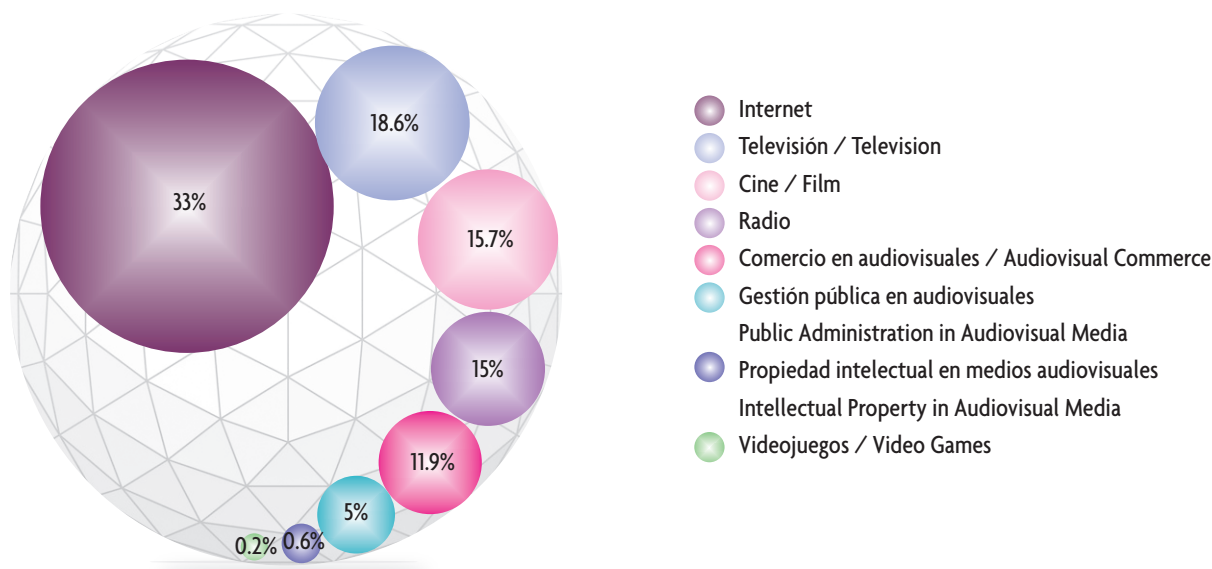 18.6%
33%
15.7%
15%
11.9%
5%
0.6%
0.2%
Internet
Televisión / Television
Cine / Film
Radio
Comercio en audiovisuales / Audiovisual Commerce
Gestión pública en audiovisuales
Public Administration in Audiovisual Media
Propiedad intelectual en medios audiovisuales
Intellectual Property in Audiovisual Media
Videojuegos / Video Games